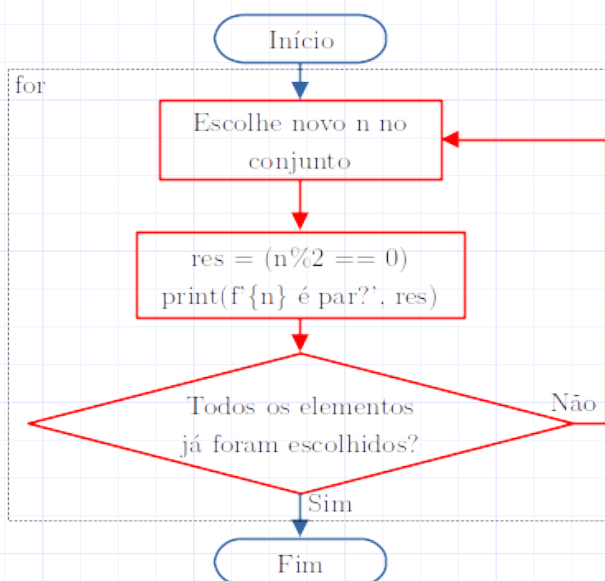 Início
for
Escolhe novo n no
conjunto
res = (n%2 == 0)
print(f'{n} é par?', res)
Todos os elementos
já foram escolhidos?
Não
Sim
Fim